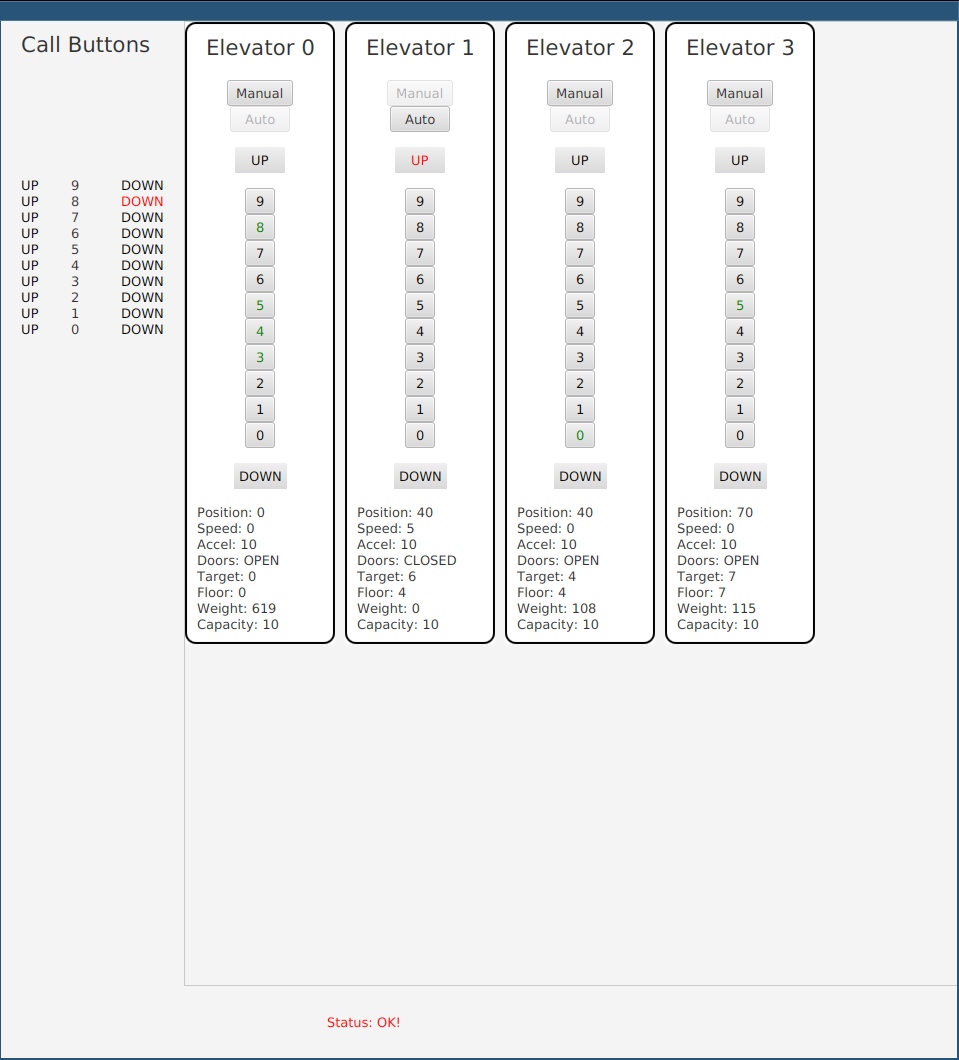 Call Buttons
UP 9 DOWN
UP 8 DOWN
UP 7 DOWN
UP 6 DOWN
UP 5 DOWN
UP 4 DOWN
UP 3 DOWN
UP 2 DOWN
UP 1 DOWN
UP 0 DOWN
Elevator 0
Manual
Auto
UP
9
8
7
6
5
4
3
2
1
0
DOWN
Position: 0
Speed: 0
Accel: 10
Doors: OPEN
Target: 0
Floor: 0
Weight: 619
Capacity: 10
Elevator 1
Manual
Auto
UP
9
8
7
6
5
4
3
2
1
0
DOWN
Position: 40
Speed: 5
Accel: 10
Doors: CLOSED
Target: 6
Floor: 4
Weight: 0
Capacity: 10
Elevator 2
Manual
Auto
UP
9
8
7
6
5
4
3
2
1
0
DOWN
Position: 40
Speed: 0
Accel: 10
Doors: OPEN
Target: 4
Floor: 4
Weight: 108
Capacity: 10
Elevator 3
Manual
Auto
UP
9
8
7
6
5
4
3
2
1
0
DOWN
Position: 70
Speed: 0
Accel: 10
Doors: OPEN
Target: 7
Floor: 7
Weight: 115
Capacity: 10
Status: OK!